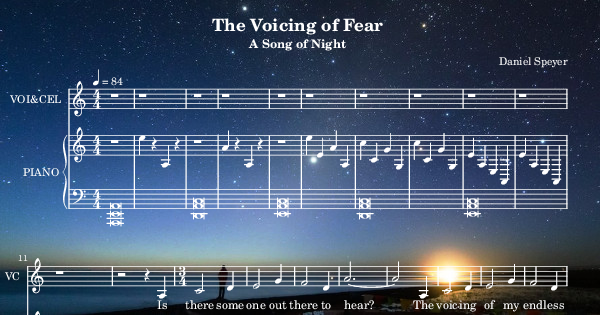 The Voicing of Fear
A Song of Night
Daniel Speyer
= 84
VOI&CEL
PIANO
11
VC
Is there some one out there to hear? The voicing of my endless